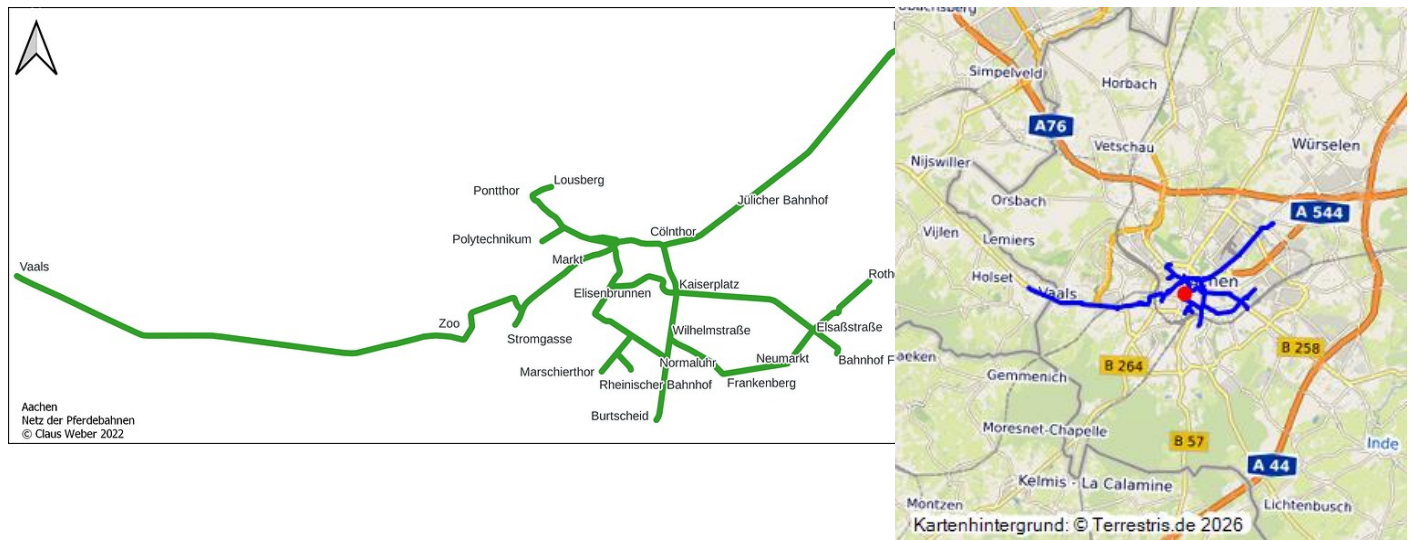 Lousberg
Pontthor
Jülicher Bahnhof
Polytechnikum
Cölnthor
Markt
Vaals
Kaiserplatz
Elisenbrunnen
Zoo
Wilhelmstraße
Elsaßstraße
Stromgasse
Normaluhr
Neumarkt
Bahnhof F
Marschierthor
Rheinischer Bahnhof
Frankenberg
Burtscheid
Aachen
Netz der Pferdebahnen
© Claus Weber 2022
Simpelveld
Horbach
A76
Vetschau
Würselen
Nijswiller
Orsbach
A 544
Vijlen
Lemiers
Holset
Vaals
B 258
B 264
Gemmenich
Moresnet-Chapelle
B 57
Inde
A 44
Kelmis - La Calamine
Montzen
Lichtenbusch
Kartenhintergrund: © Terrestris.de 2026